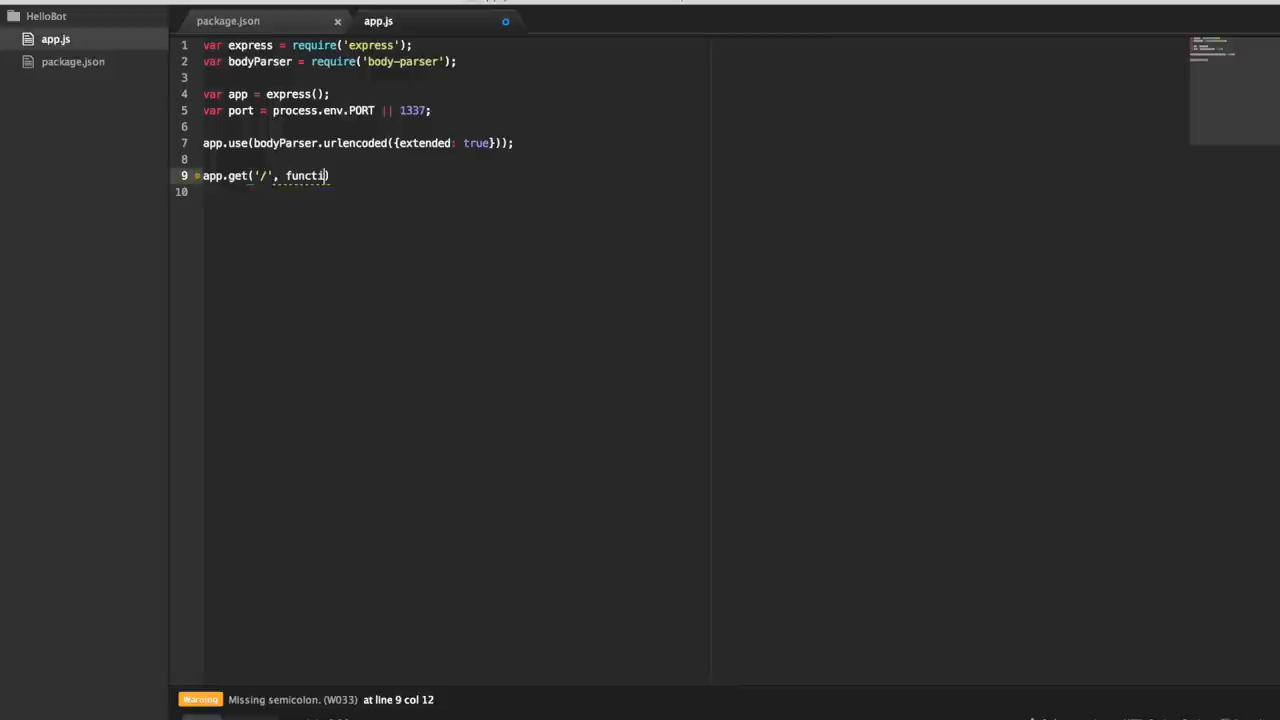 HelloBot
app.js
package.json
package.json x
app.js
1 var express = require('express');
2 var bodyParser = require('body-parser');
3
4 var app = express();
5 var port = process.env.PORT || 1337;
6
7 app.use(bodyParser.urlencoded({extended: true}));
8
9 app.get('/', functi)
10
Warning Missing semicolon. (W033) at line 9 col 12